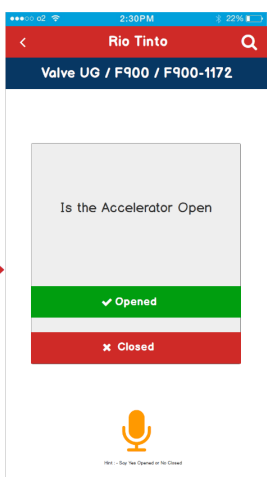 o2 2:30PM 22%
Rio Tinto
Valve UG / F900 / F900-1172
Is the Accelerator Open
Opened
Closed
Hint : - Say Yes Opened or No Closed